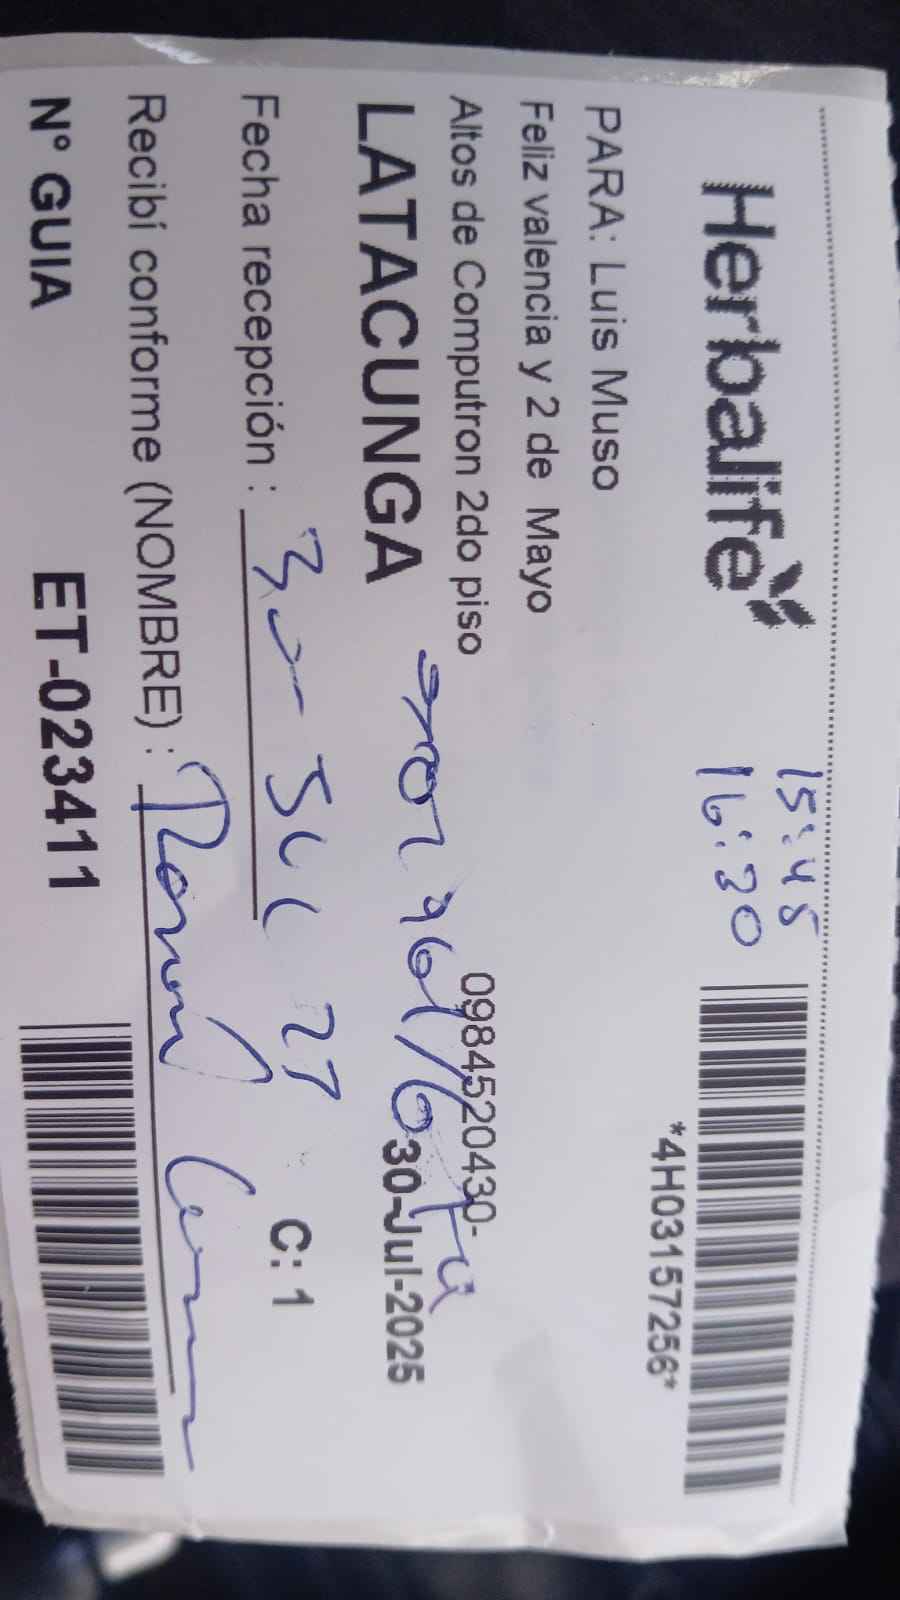 Herbalife
15:45
16:30
*4H03157256*
PARA: Luis Muso
Feliz valencia y 2 de Mayo
Altos de Computron 2do piso
0984520430-
LATACUNGA
30-Jul-2025
Fecha recepción :
C: 1
Recibí conforme (NOMBRE) :
N° GUIA
ET-023411